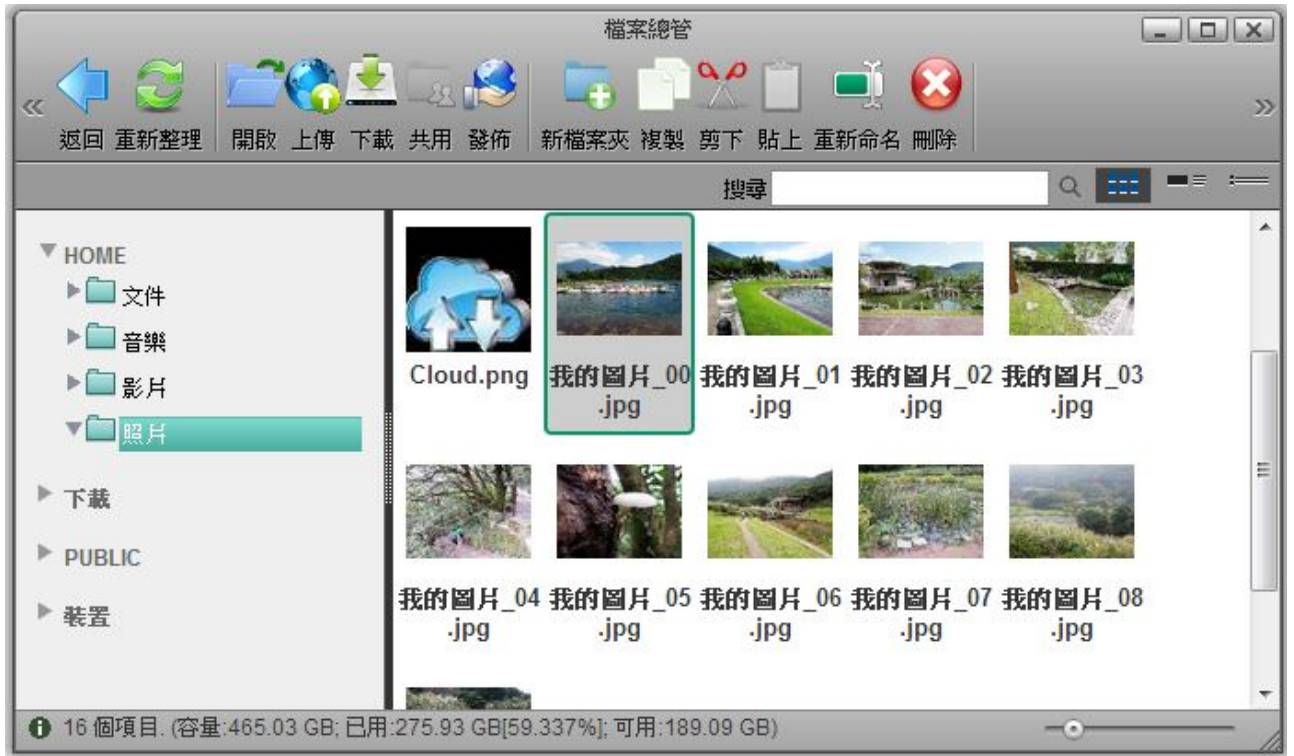 檔案總管
返回 重新整理 開啟 上傳 下載 共用 發佈 新檔案夾 複製 剪下 貼上 重新命名 刪除
搜尋
HOME
文件
音樂
影片
照片
下載
PUBLIC
裝置
Cloud.png 我的圖片_00.jpg 我的圖片_01.jpg 我的圖片_02.jpg 我的圖片_03.jpg
我的圖片_04.jpg 我的圖片_05.jpg 我的圖片_06.jpg 我的圖片_07.jpg 我的圖片_08.jpg
16 個項目. (容量:465.03 GB; 已用:275.93 GB[59.337%]; 可用:189.09 GB)